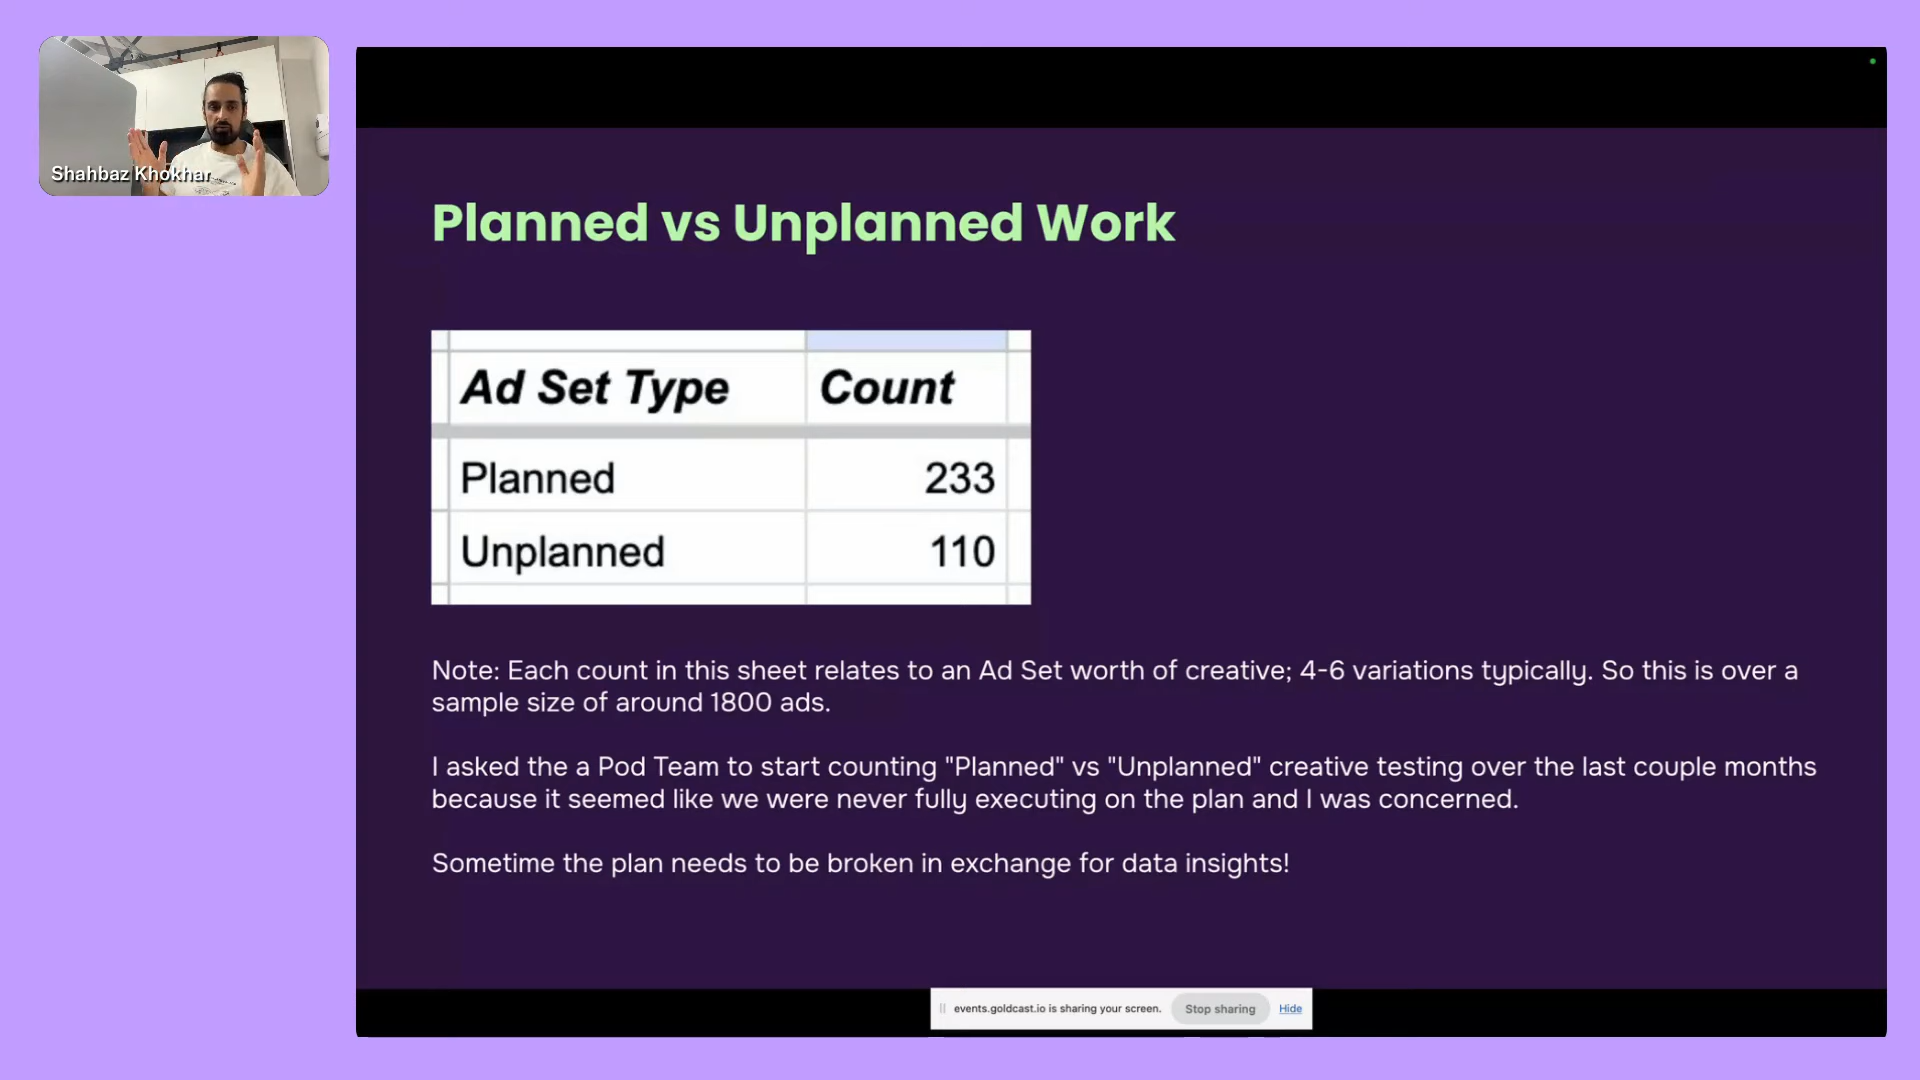 Shahbaz Khokhar
Planned vs Unplanned Work
Ad Set Type Count
Planned 233
Unplanned 110
Note: Each count in this sheet relates to an Ad Set worth of creative; 4-6 variations typically. So this is over a
sample size of around 1800 ads.
I asked the a Pod Team to start counting "Planned" vs "Unplanned" creative testing over the last couple months
because it seemed like we were never fully executing on the plan and I was concerned.
Sometime the plan needs to be broken in exchange for data insights!
events.goldcast.io is sharing your screen. Stop sharing Hide